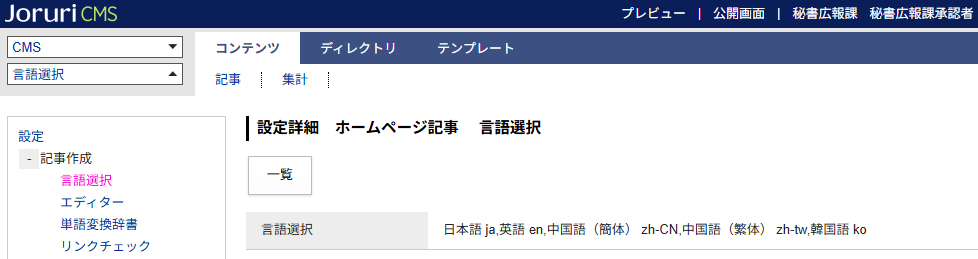 Joruri CMS
プレビュー | 公開画面 | 秘書広報課 秘書広報課承認者
CMS
言語選択
コンテンツ ディレクトリ テンプレート
記事 集計
設定
- 記事作成
言語選択
エディター
単語変換辞書
リンクチェック
設定詳細 ホームページ記事 言語選択
一覧
言語選択 日本語 ja,英語 en,中国語（簡体） zh-CN,中国語（繁体） zh-tw,韓国語 ko